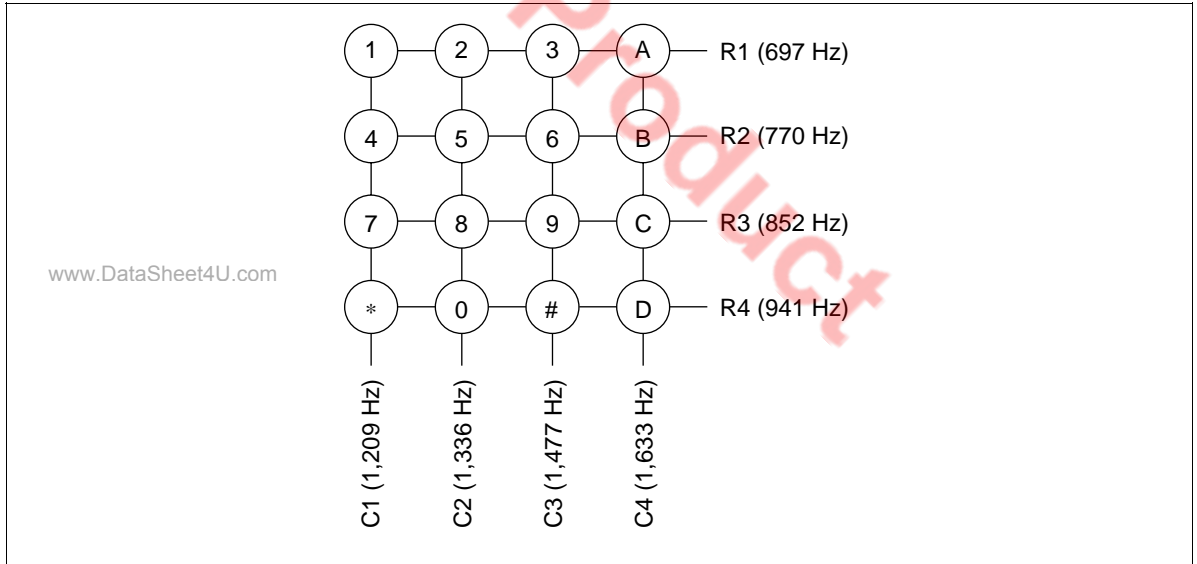 1 2 3 A R1 (697 Hz)
4 5 6 B R2 (770 Hz)
7 8 9 C R3 (852 Hz)
www.DataSheet4U.com
* 0 # D R4 (941 Hz)
C1 (1,209 Hz)
C2 (1,336 Hz)
C3 (1,477 Hz)
C4 (1,633 Hz)
Product